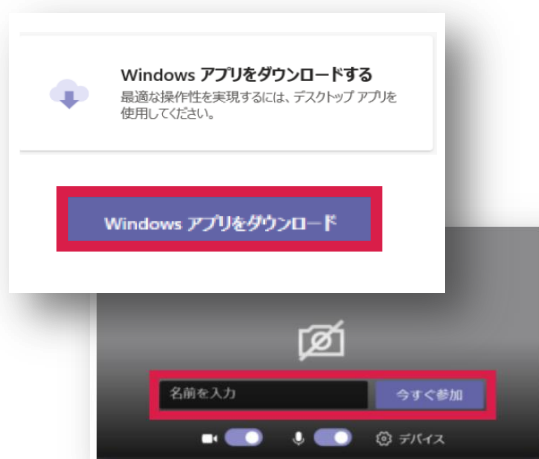 Windows アプリをダウンロードする
最適な操作性を実現するには、デスクトップ アプリを
使用してください。
Windows アプリをダウンロード
名前を入力
今すぐ参加
デバイス